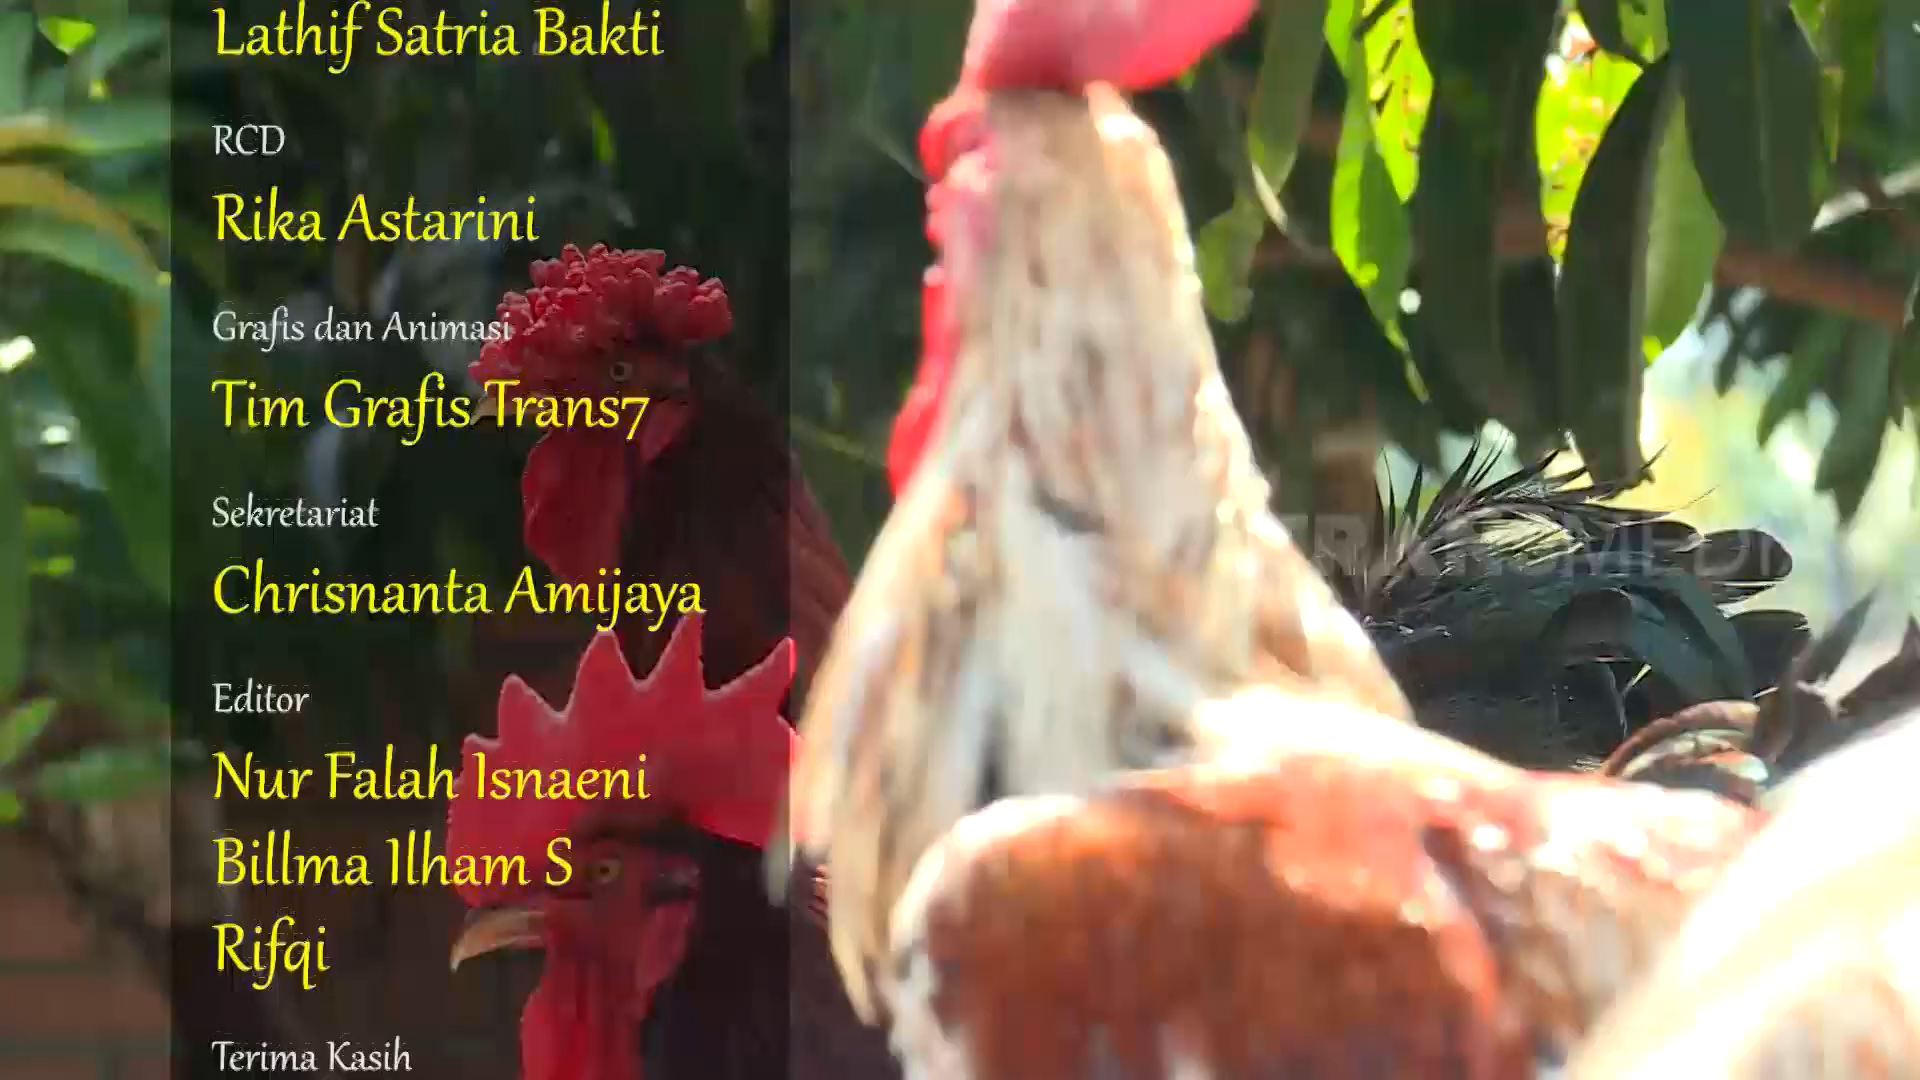 Lathif Satria Bakti
RCD
Rika Astarini
Grafis dan Animasi
Tim Grafis Trans7
Sekretariat
Chrisnanta Amijaya
Editor
Nur Falah Isnaeni
Billma Ilham S
Rifqi
Terima Kasih